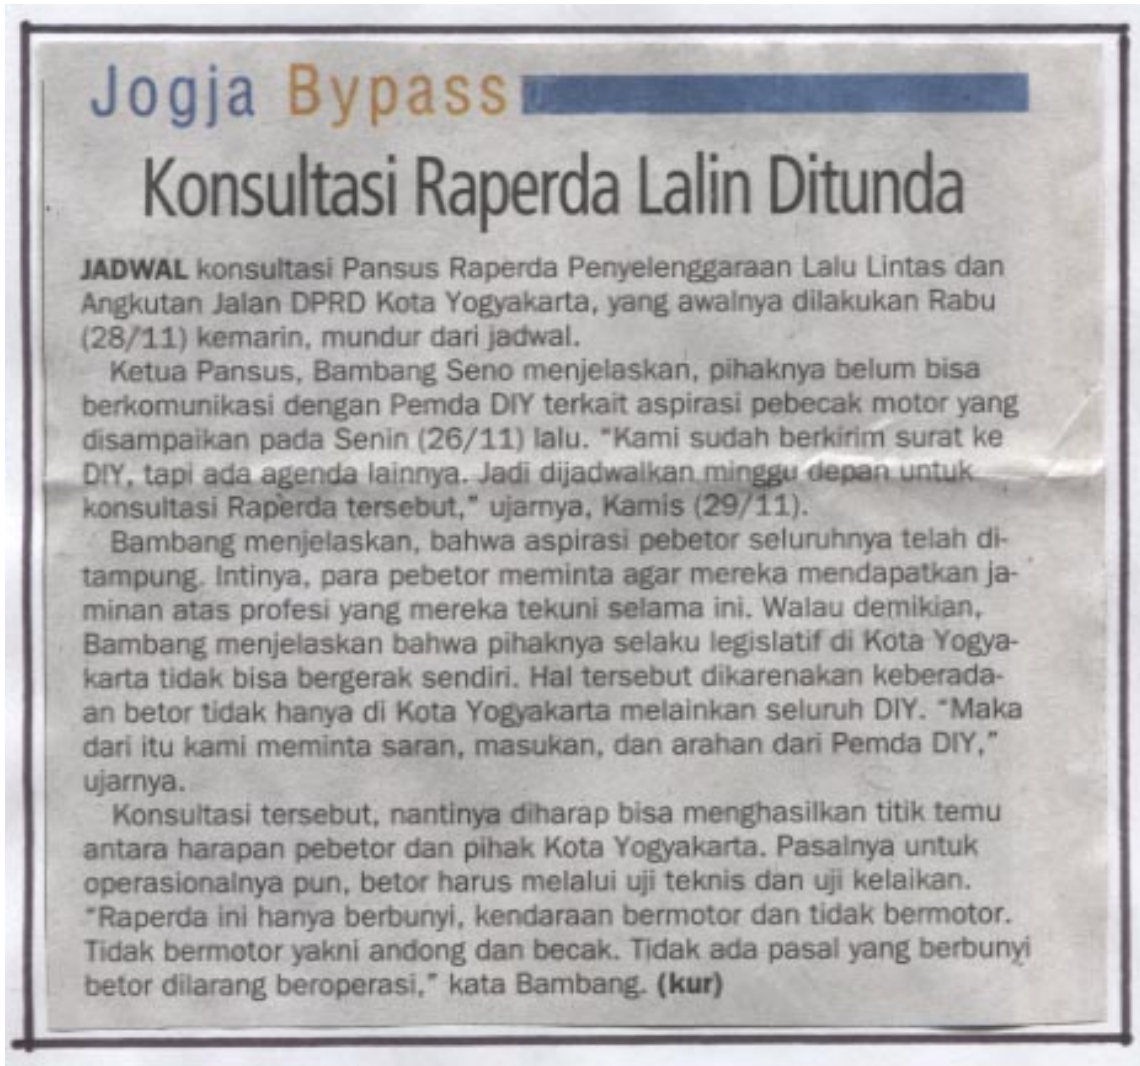 Jogja Bypass
Konsultasi Raperda Lalin Ditunda
JADWAL konsultasi Pansus Raperda Penyelenggaraan Lalu Lintas dan
Angkutan Jalan DPRD Kota Yogyakarta, yang awalnya dilakukan Rabu
(28/11) kemarin, mundur dari jadwal.
Ketua Pansus, Bambang Seno menjelaskan, pihaknya belum bisa
berkomunikasi dengan Pemda DIY terkait aspirasi pebecak motor yang
disampaikan pada Senin (26/11) lalu. "Kami sudah berkirim surat ke
DIY, tapi ada agenda lainnya. Jadi dijadwalkan minggu depan untuk
konsultasi Raperda tersebut," ujarnya, Kamis (29/11).
Bambang menjelaskan, bahwa aspirasi pebetor seluruhnya telah di-
tampung. Intinya, para pebetor meminta agar mereka mendapatkan ja-
minan atas profesi yang mereka tekuni selama ini. Walau demikian,
Bambang menjelaskan bahwa pihaknya selaku legislatif di Kota Yogya-
karta tidak bisa bergerak sendiri. Hal tersebut dikarenakan keberada-
an betor tidak hanya di Kota Yogyakarta melainkan seluruh DIY. "Maka
dari itu kami meminta saran, masukan, dan arahan dari Pemda DIY,"
ujarnya.
Konsultasi tersebut, nantinya diharap bisa menghasilkan titik temu
antara harapan pebetor dan pihak Kota Yogyakarta. Pasalnya untuk
operasionalnya pun, betor harus melalui uji teknis dan uji kelaikan.
"Raperda ini hanya berbunyi, kendaraan bermotor dan tidak bermotor.
Tidak bermotor yakni andong dan becak. Tidak ada pasal yang berbunyi
betor dilarang beroperasi," kata Bambang. (kur)